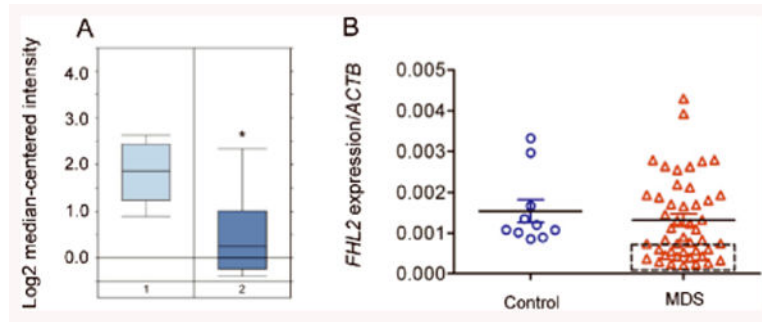 A
Log2 median-centered intensity
4.0
3.0
2.0
1.0
0.0
*
1
2
B
FHL2 expression/ACTB
0.005
0.004
0.003
0.002
0.001
0.000
Control
MDS